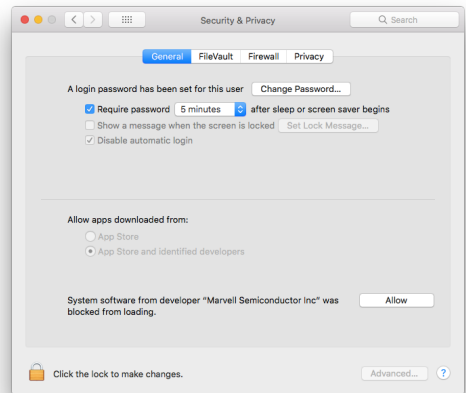 Security & Privacy
Search
General FileVault Firewall Privacy
A login password has been set for this user Change Password...
Require password 5 minutes after sleep or screen saver begins
Show a message when the screen is locked Set Lock Message...
Disable automatic login
Allow apps downloaded from:
App Store
App Store and identified developers
System software from developer “Marvell Semiconductor Inc” was Allow
blocked from loading.
Click the lock to make changes. Advanced... ?